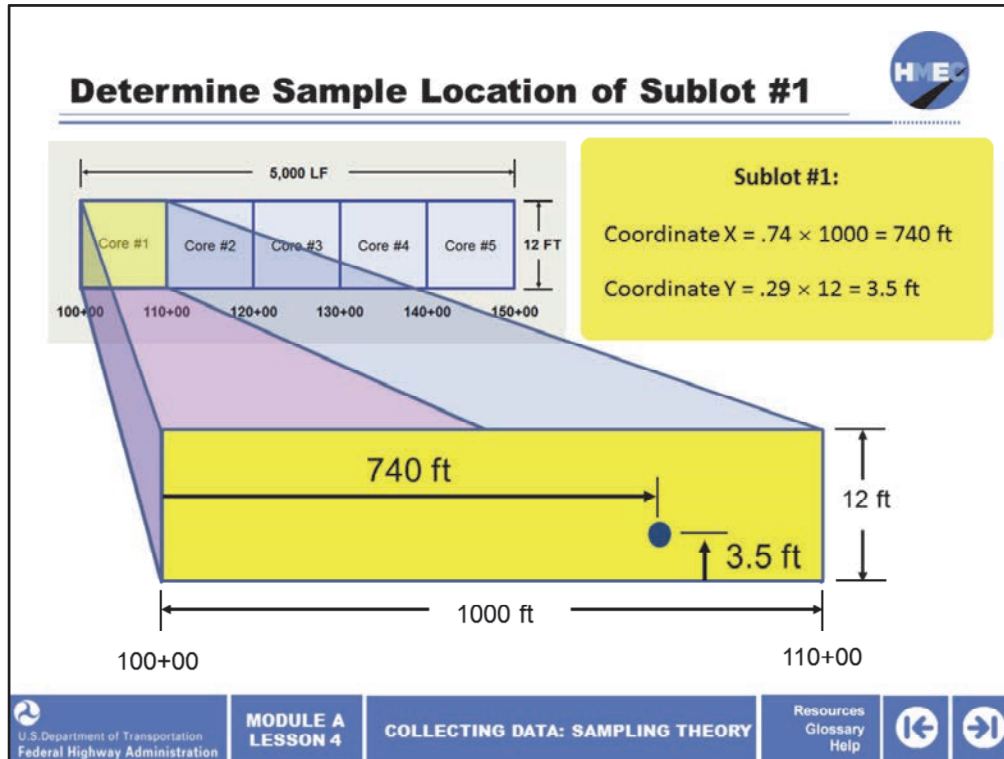 HMEC
Determine Sample Location of Sublot #1
5,000 LF
Core #1 Core #2 Core #3 Core #4 Core #5
12 FT
100+00 110+00 120+00 130+00 140+00 150+00
Sublot #1:
Coordinate X = .74 × 1000 = 740 ft
Coordinate Y = .29 × 12 = 3.5 ft
740 ft
12 ft
3.5 ft
1000 ft
100+00
110+00
U.S.Department of Transportation
Federal Highway Administration
MODULE A
LESSON 4
COLLECTING DATA: SAMPLING THEORY
Resources
Glossary
Help